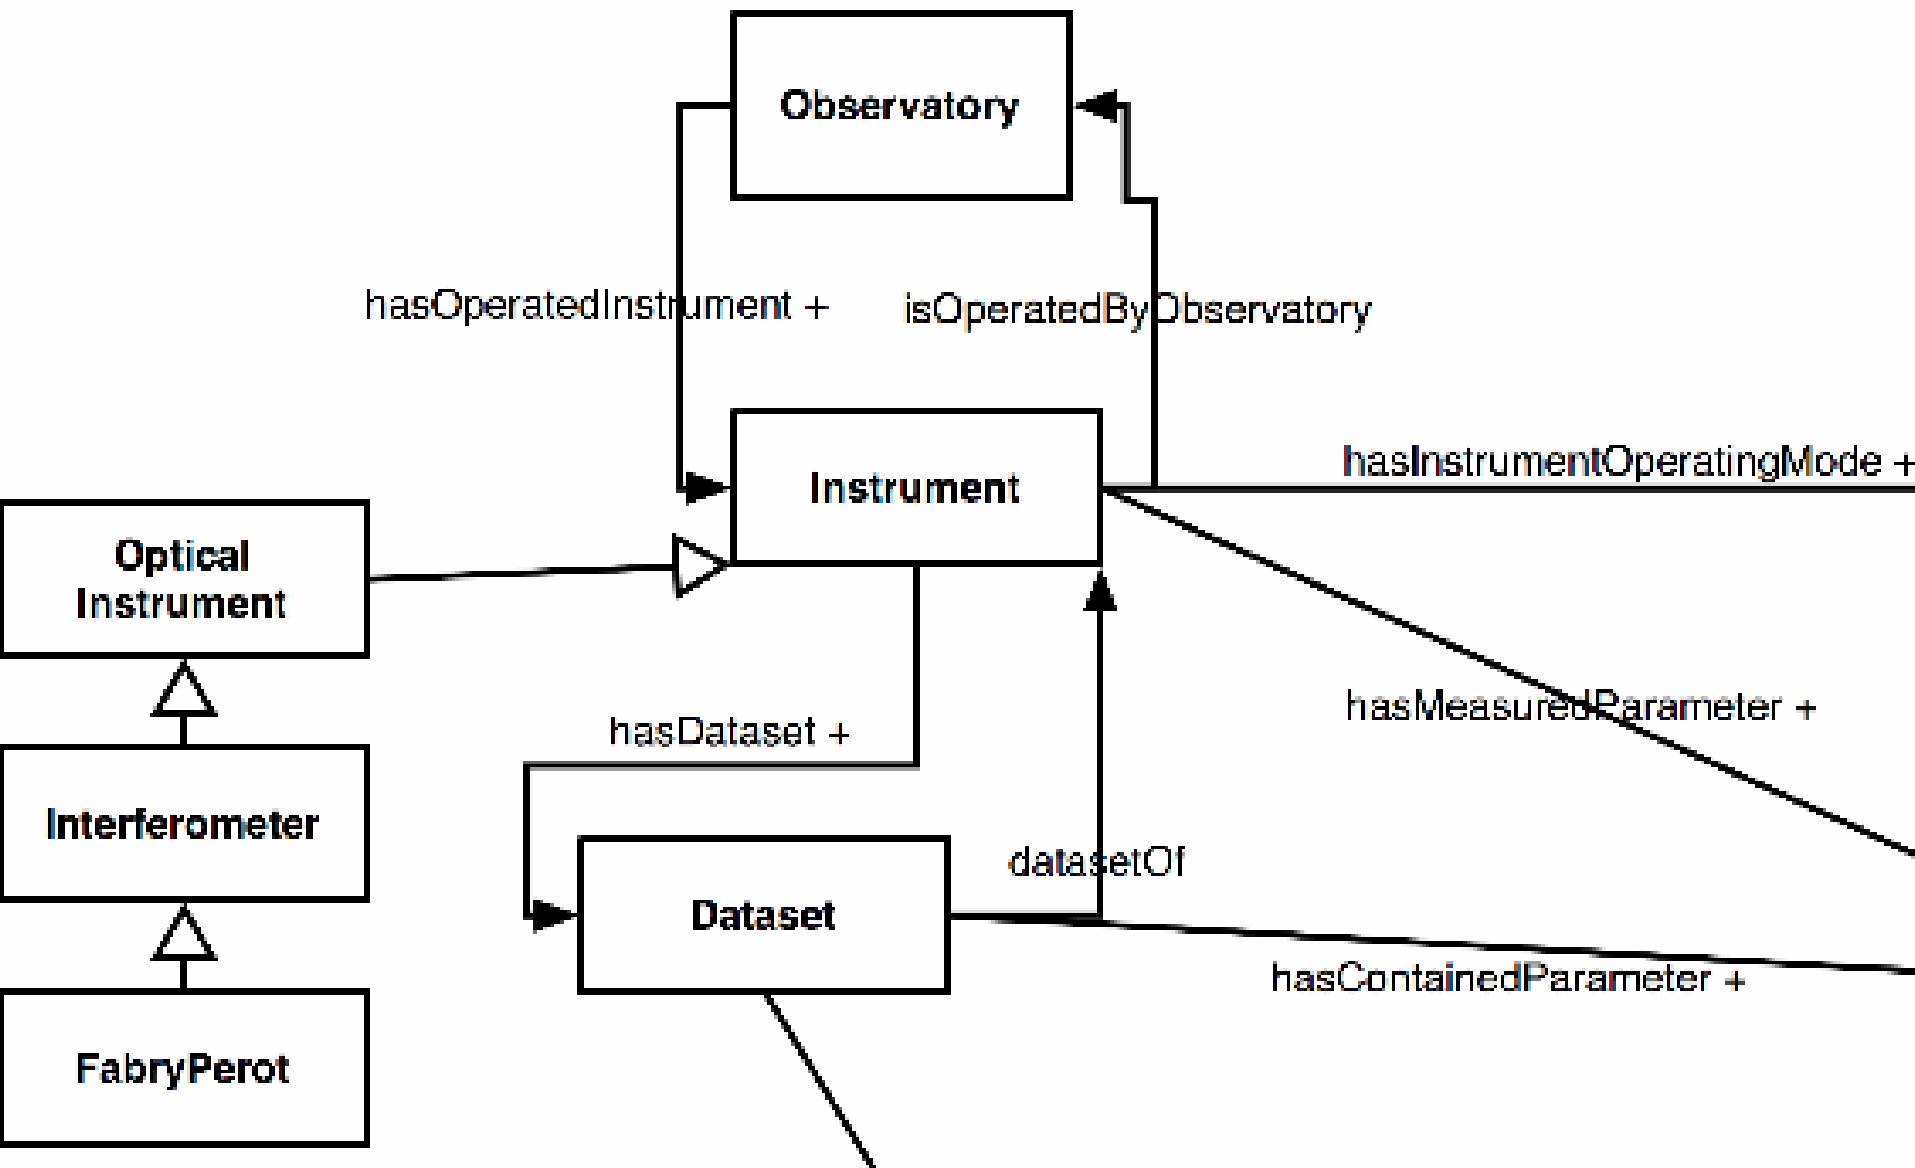 Observatory
hasOperatedInstrument +
isOperatedByObservatory
hasInstrumentOperatingMode +
Instrument
Optical
Instrument
hasMeasuredParameter +
hasDataset +
Interferometer
datasetOf
Dataset
hasContainedParameter +
FabryPerot